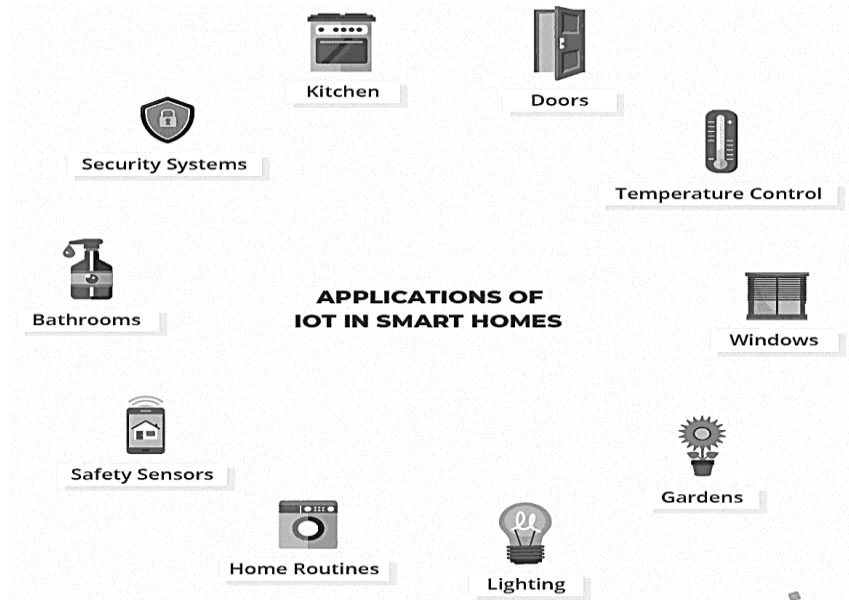 Kitchen
Doors
Security Systems
Temperature Control
APPLICATIONS OF
IOT IN SMART HOMES
Bathrooms
Windows
Safety Sensors
Gardens
Home Routines
Lighting